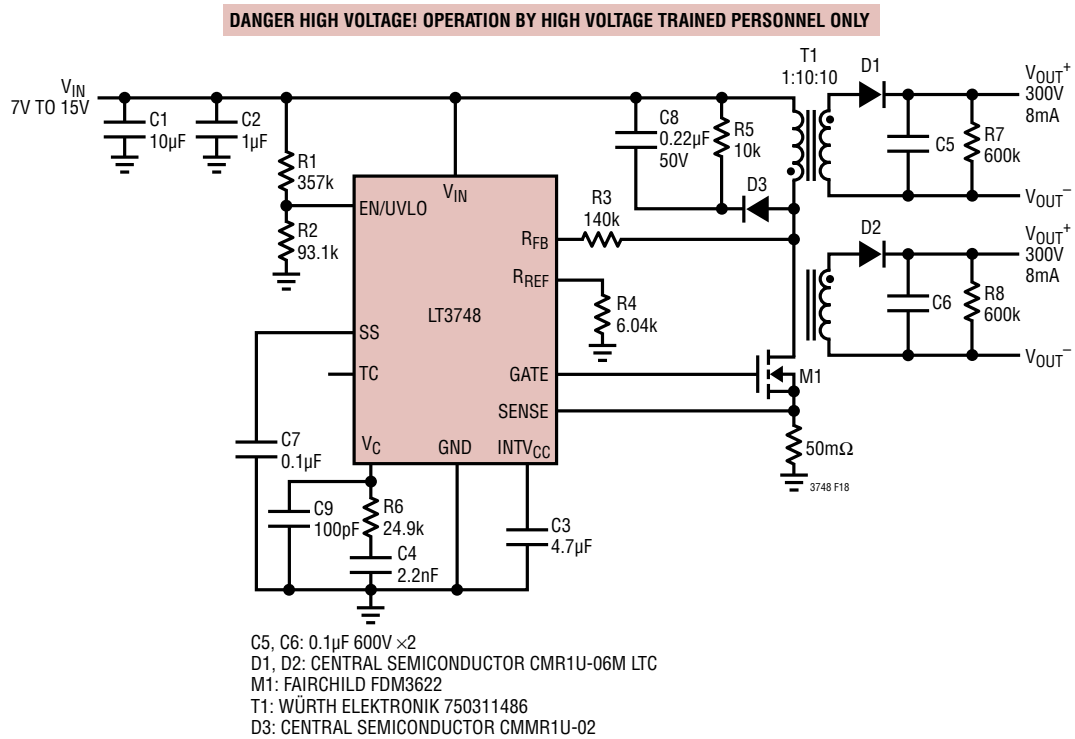 DANGER HIGH VOLTAGE! OPERATION BY HIGH VOLTAGE TRAINED PERSONNEL ONLY
VIN
7V TO 15V
C1
10µF
C2
1µF
R1
357k
R2
93.1k
C8
0.22µF
50V
R5
10k
D3
T1
1:10:10
D1
C5
R7
600k
VOUT+
300V
8mA
VOUT–
D2
C6
R8
600k
VOUT+
300V
8mA
VOUT–
R3
140k
R4
6.04k
VIN
EN/UVLO
RFB
RREF
LT3748
SS
TC
GATE
SENSE
VC
GND
INTVCC
M1
50mΩ
3748 F18
C7
0.1µF
C9
100pF
R6
24.9k
C4
2.2nF
C3
4.7µF
C5, C6: 0.1µF 600V ×2
D1, D2: CENTRAL SEMICONDUCTOR CMR1U-06M LTC
M1: FAIRCHILD FDM3622
T1: WÜRTH ELEKTRONIK 750311486
D3: CENTRAL SEMICONDUCTOR CMMR1U-02